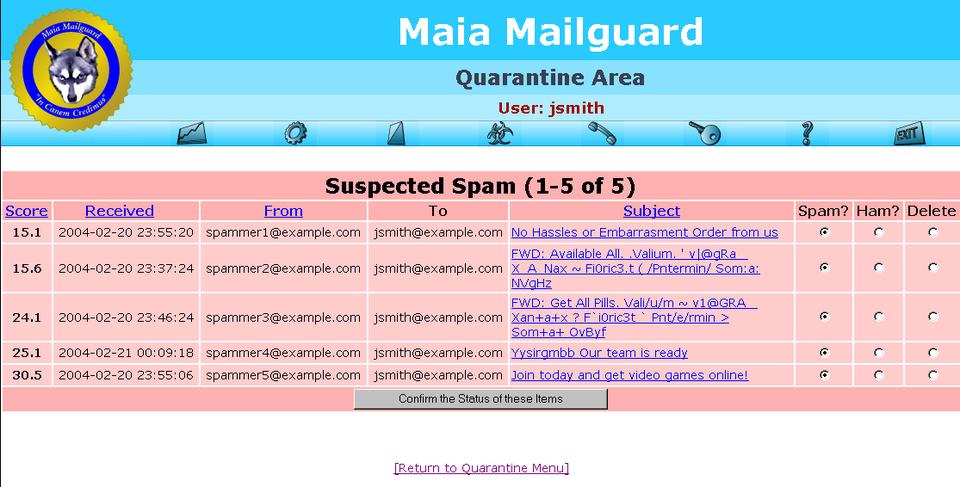 Maia Mailguard
"In Canem Credimus"
Maia Mailguard
Quarantine Area
User: jsmith
EXIT
Suspected Spam (1-5 of 5)
Score Received From To Subject Spam? Ham? Delete
15.1 2004-02-20 23:55:20 spammer1@example.com jsmith@example.com No Hassles or Embarrasment Order from us
15.6 2004-02-20 23:37:24 spammer2@example.com jsmith@example.com FWD: Available All. .Valium. ' v|@gRa _
X_A_Nax ~ Fi0ric3.t ( /Pntermin/ Som:a:
NVgHz
24.1 2004-02-20 23:46:24 spammer3@example.com jsmith@example.com FWD: Get All Pills. Vali/u/m ~ v1@GRA _
Xan+a+x ? F`i0ric3t ` Pnt/e/rmin >
Som+a+ OvByf
25.1 2004-02-21 00:09:18 spammer4@example.com jsmith@example.com Yysirgmbb Our team is ready
30.5 2004-02-20 23:55:06 spammer5@example.com jsmith@example.com Join today and get video games online!
Confirm the Status of these Items
[Return to Quarantine Menu]